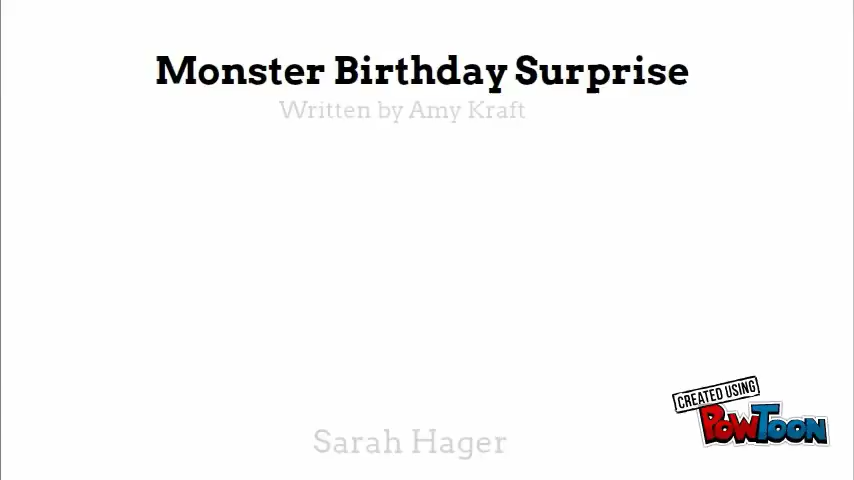 Monster Birthday Surprise
Written by Amy Kraft
CREATED USING
POWTOON
Sarah Hager